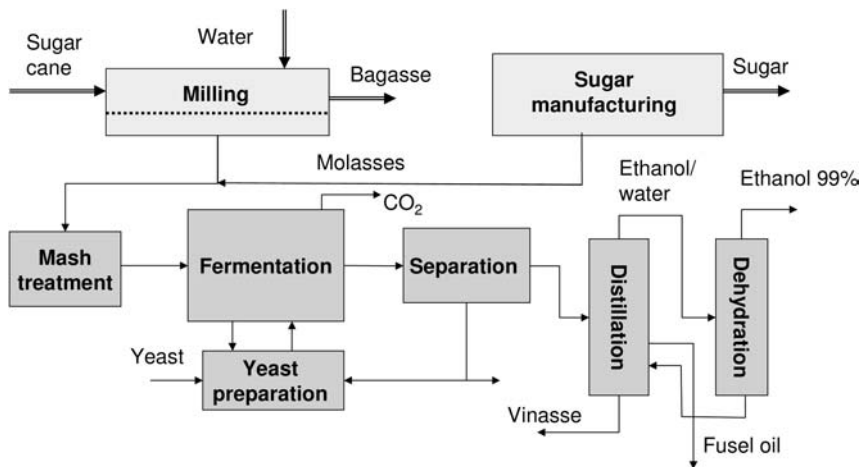 Sugar
cane
Water
Milling
Bagasse
Sugar
manufacturing
Sugar
Molasses
Ethanol/
water
Ethanol 99%
CO₂
Mash
treatment
Fermentation
Separation
Distillation
Dehydration
Yeast
Yeast
preparation
Vinasse
Fusel oil